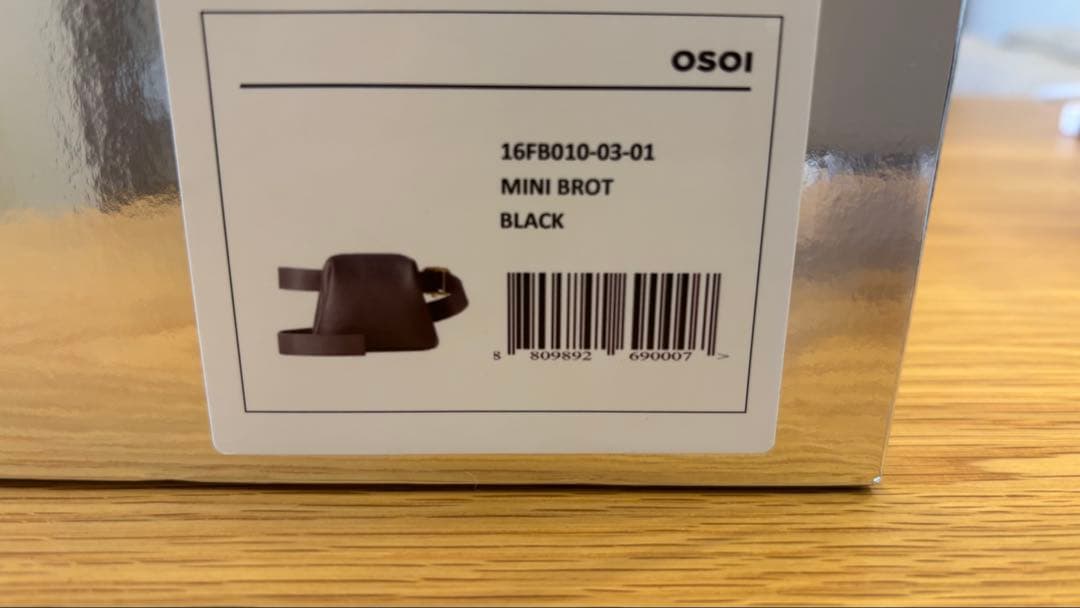 OSOI
16FB010-03-01
MINI BROT
BLACK
8 809892 690007 >